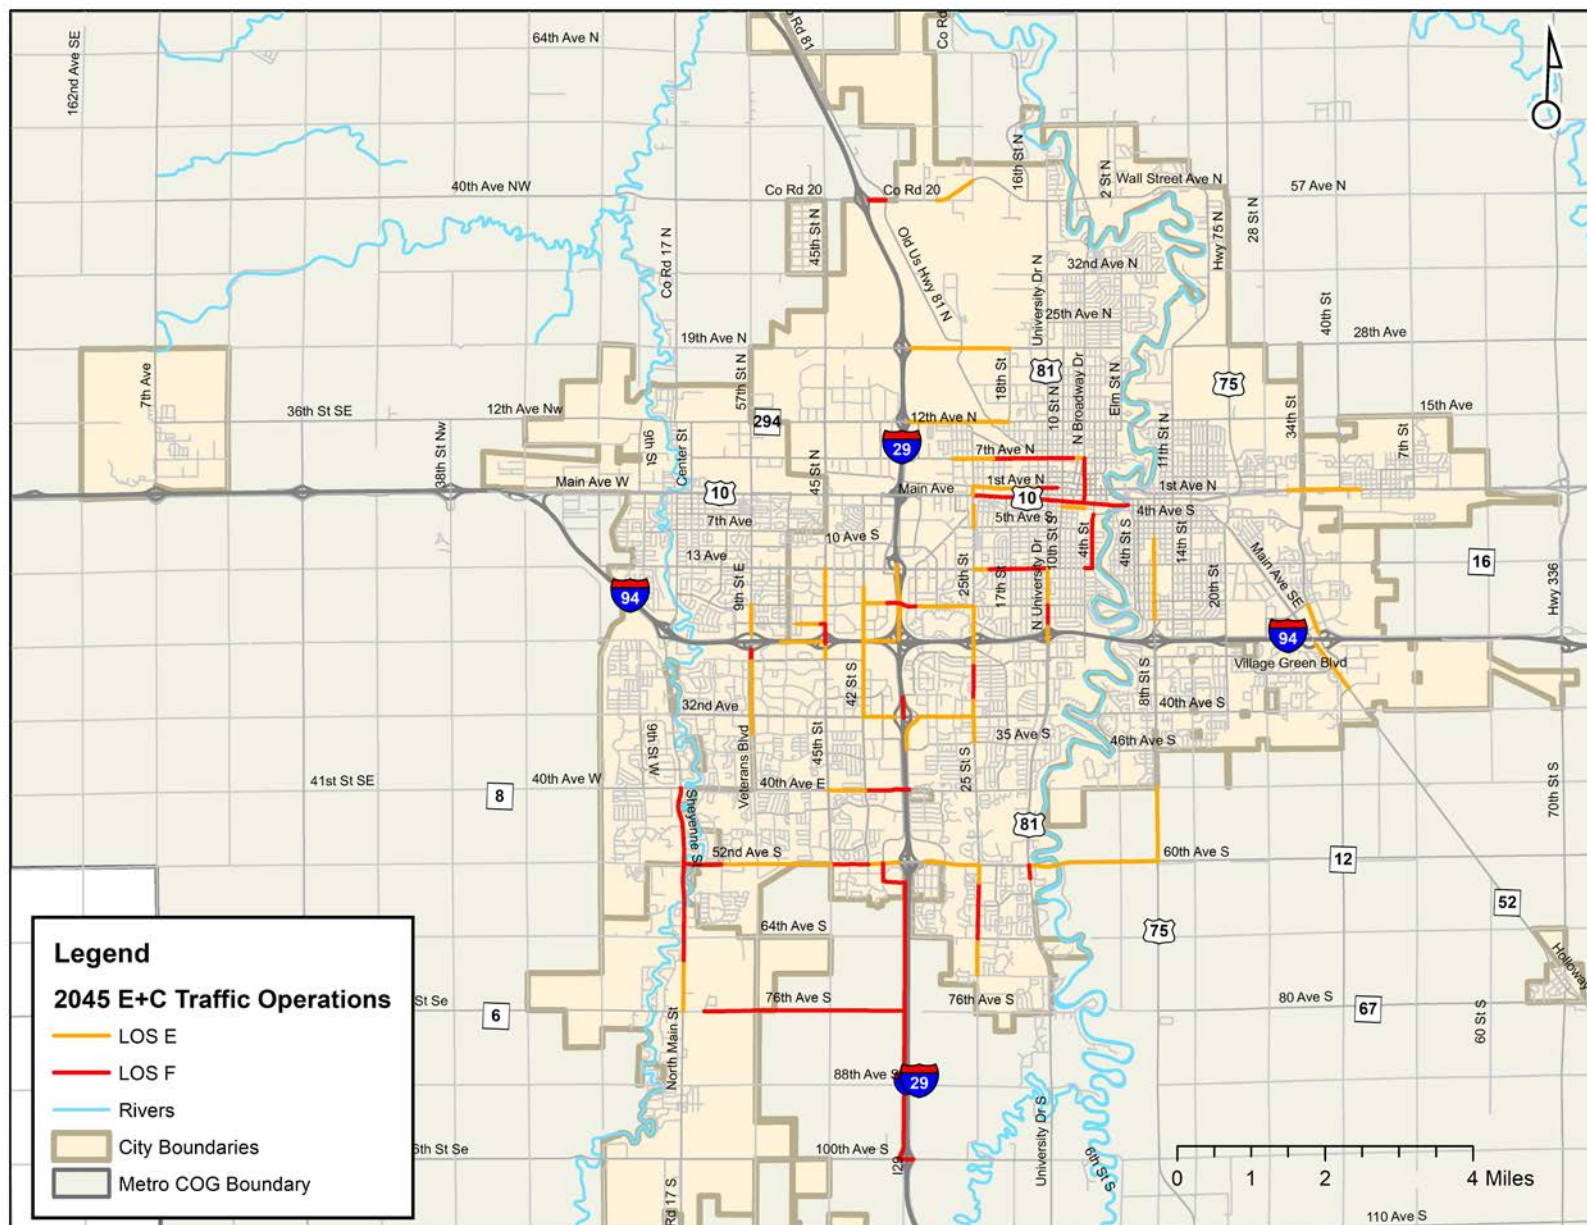 64th Ave N
Co Rd 81
Co Rd
162nd Ave SE
16th St N
2 St N
Wall Street Ave N
40th Ave NW
Co Rd 20
Co Rd 20
57 Ave N
45th St N
Co Rd 17 N
Old Us Hwy 81 N
University Dr N
32nd Ave N
Hwy 75 N
28 St N
25th Ave N
40th St
19th Ave N
28th Ave
7th Ave
57th St N
18th St
81
10 St N
N Broadway Dr
Elm St N
75
36th St SE
12th Ave Nw
294
12th Ave N
15th Ave
34th St
7th St
38th St Nw
9th St
Center St
45 St N
29
7th Ave N
11th St N
Main Ave W
10
Main Ave
1st Ave N
10
1st Ave N
7th Ave
5th Ave S
4th Ave S
10 Ave S
13 Ave
9th St E
25th St
17th St
N University Dr
10th St S
4th St
4th St S
14th St
20th St
Main Ave SE
16
Hwy 336
94
94
Village Green Blvd
42 St S
8th St S
32nd Ave
40th Ave S
9th St W
Veterans Blvd
45th St
35 Ave S
46th Ave S
25 St S
41st St SE
40th Ave W
40th Ave E
70th St S
8
Sheyenne St
81
52nd Ave S
60th Ave S
12
52
64th Ave S
75
Holloway
St Se
76th Ave S
76th Ave S
80 Ave S
6
67
60 St S
North Main St
88th Ave S
29
University Dr S
6th St Se
100th Ave S
I29
6th St S
Rd 17 S
110 Ave S
Legend
2045 E+C Traffic Operations
LOS E
LOS F
Rivers
City Boundaries
Metro COG Boundary
0 1 2 4 Miles